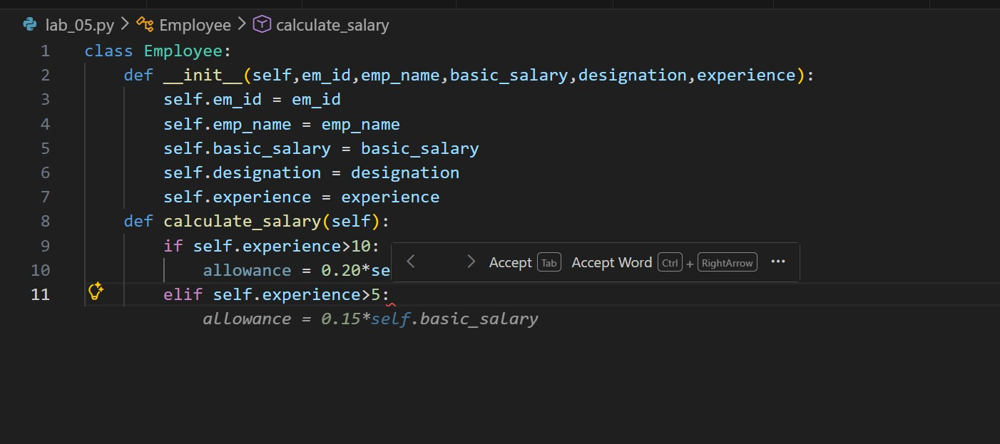 lab_05.py > Employee > calculate_salary
1 class Employee:
2     def __init__(self,em_id,emp_name,basic_salary,designation,experience):
3         self.em_id = em_id
4         self.emp_name = emp_name
5         self.basic_salary = basic_salary
6         self.designation = designation
7         self.experience = experience
8     def calculate_salary(self):
9         if self.experience>10:
< > Accept Tab Accept Word Ctrl + RightArrow ···
10             allowance = 0.20*se
11         elif self.experience>5:
            allowance = 0.15*self.basic_salary